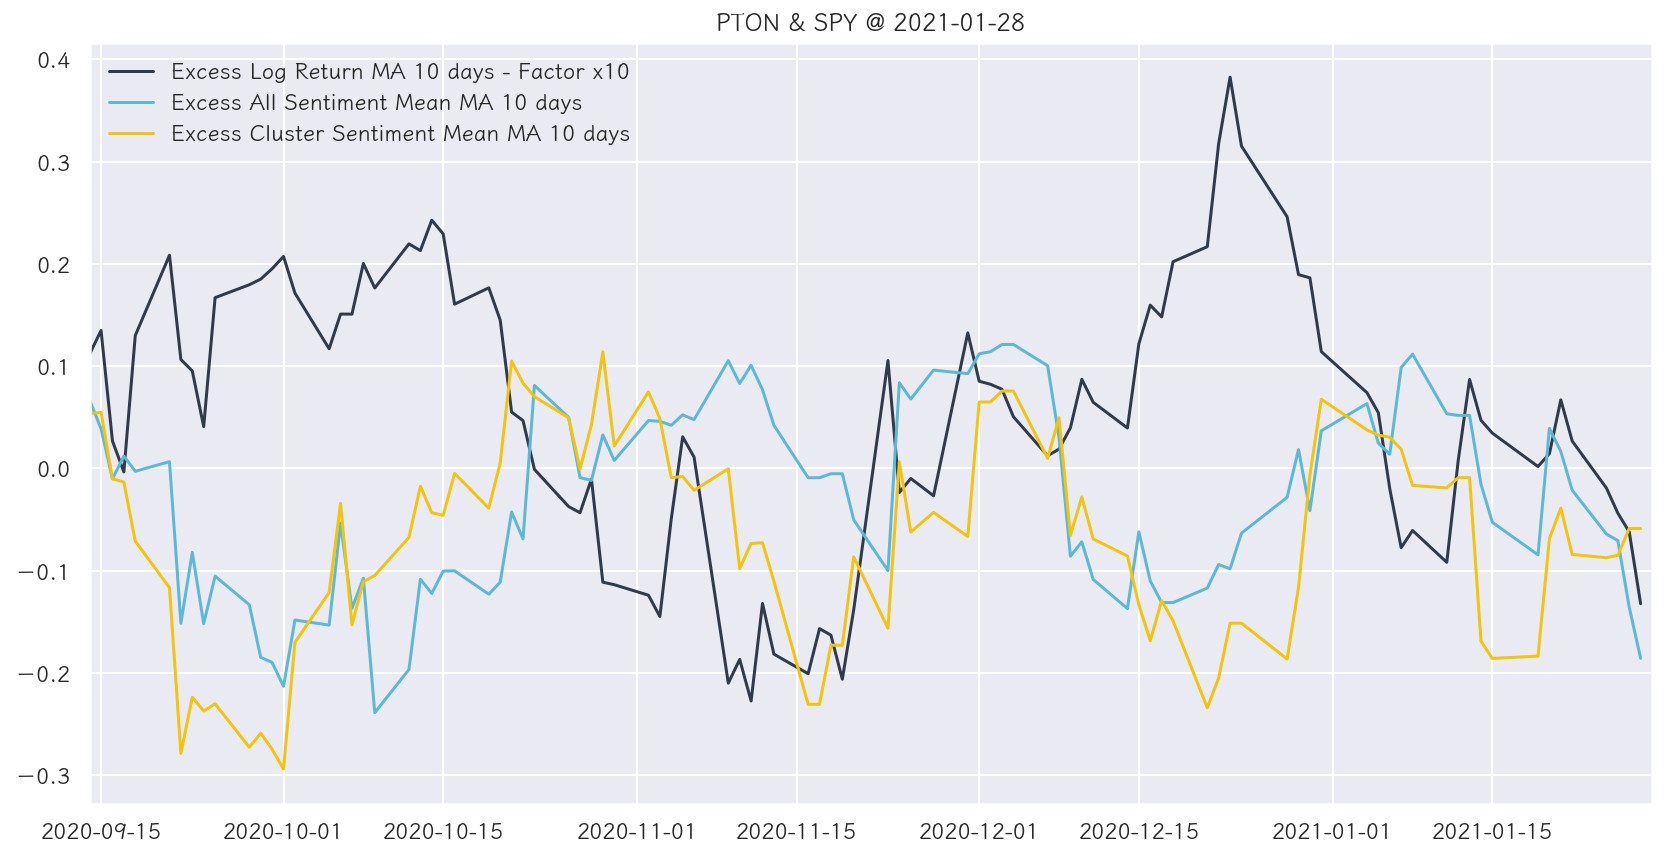 PTON & SPY @ 2021-01-28
Excess Log Return MA 10 days - Factor x10
Excess All Sentiment Mean MA 10 days
Excess Cluster Sentiment Mean MA 10 days
0.4
0.3
0.2
0.1
0.0
−0.1
−0.2
−0.3
2020-09-15 2020-10-01 2020-10-15 2020-11-01 2020-11-15 2020-12-01 2020-12-15 2021-01-01 2021-01-15